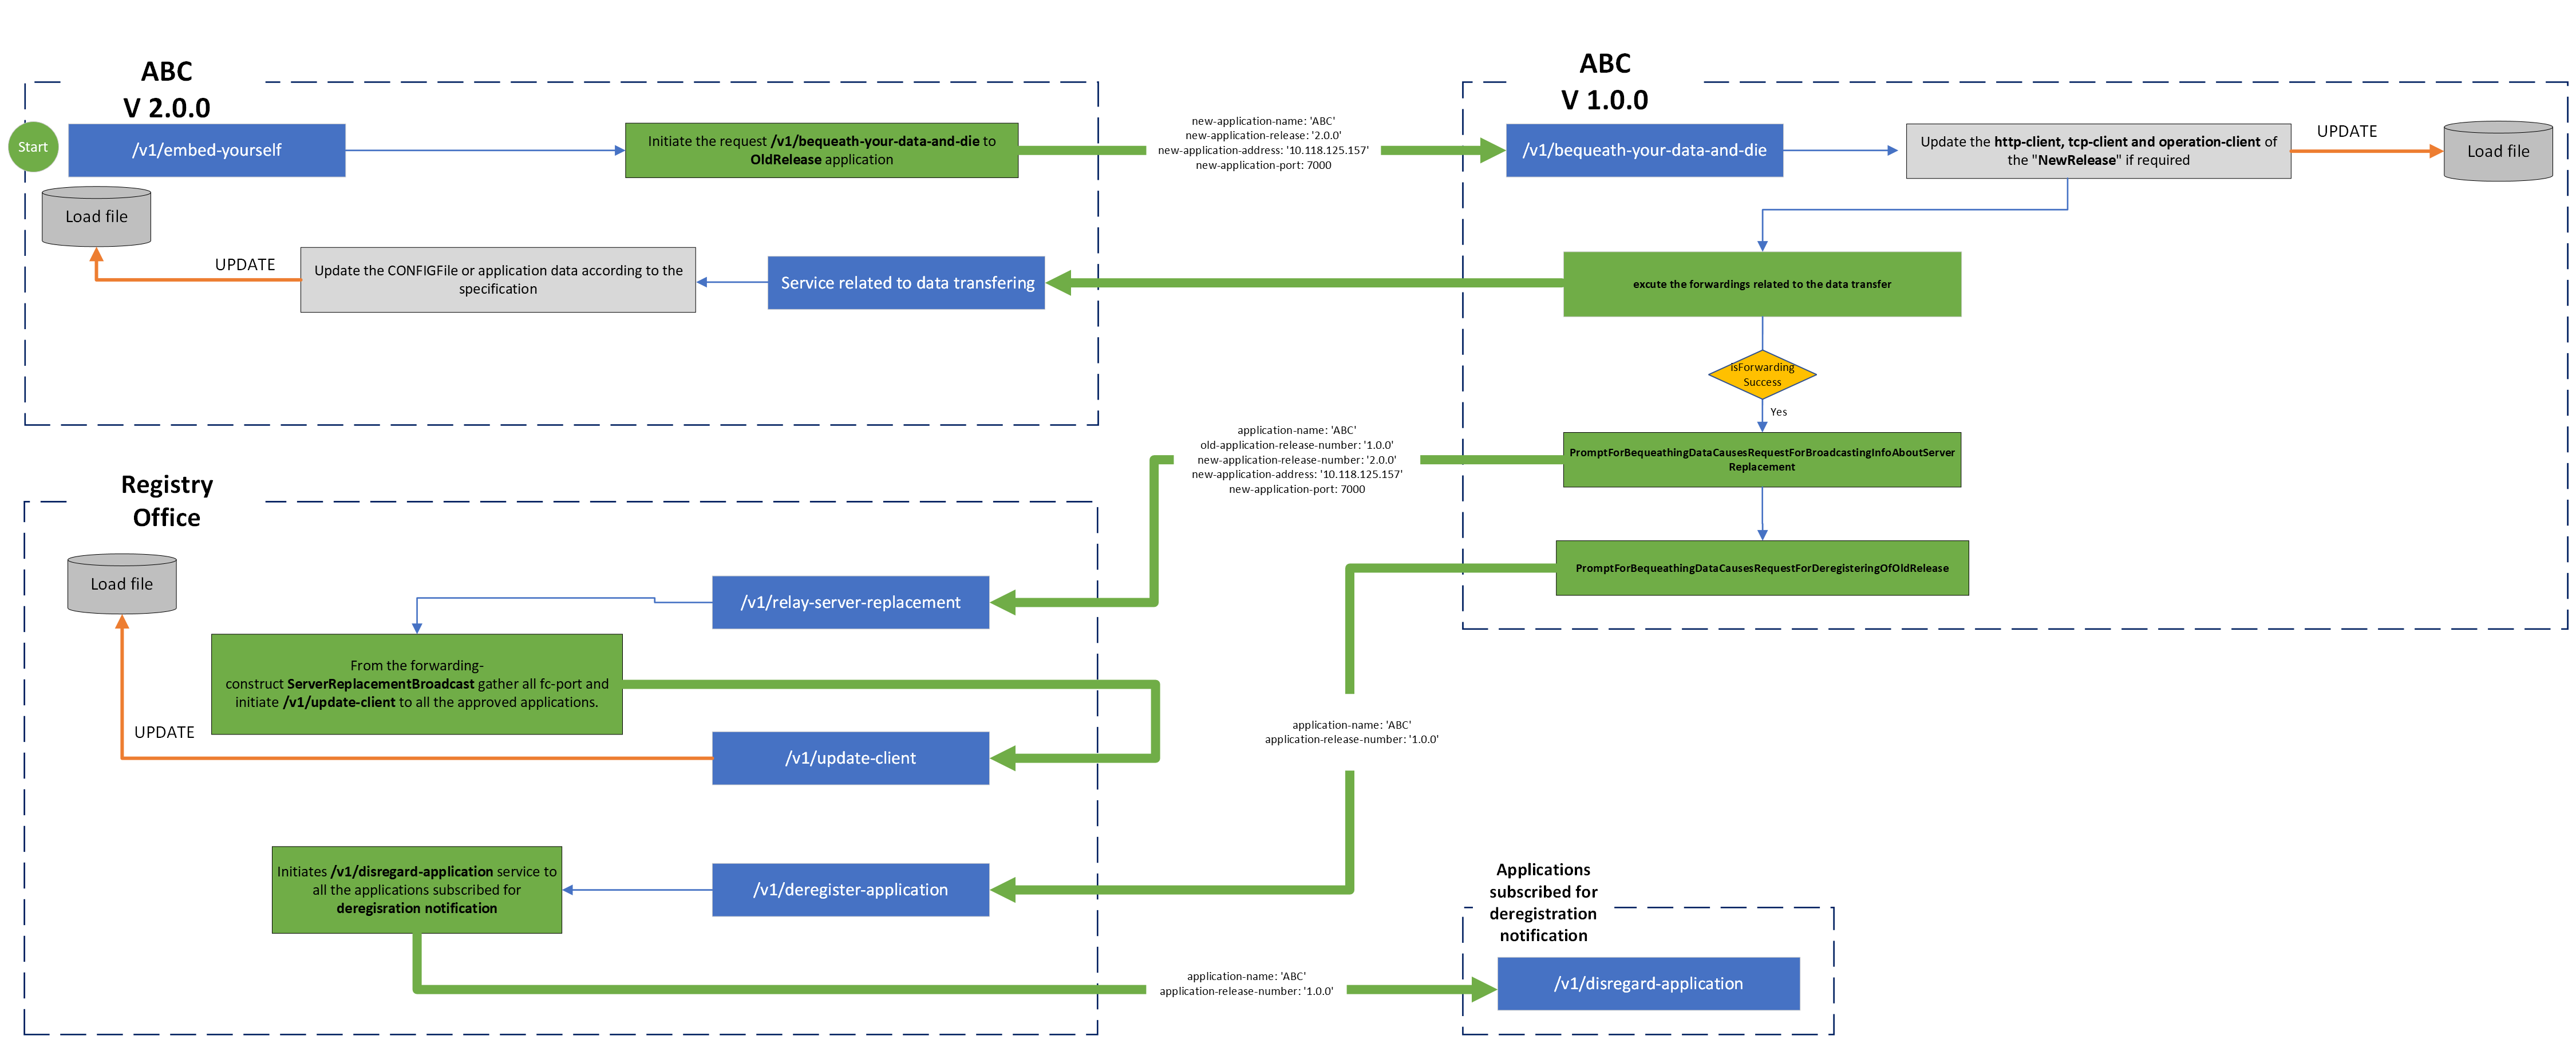 ABC
V 2.0.0
Start
/v1/embed-yourself
Initiate the request /v1/bequeath-your-data-and-die to
OldRelease application
new-application-name: 'ABC'
new-application-release: '2.0.0'
new-application-address: '10.118.125.157'
new-application-port: 7000
ABC
V 1.0.0
/v1/bequeath-your-data-and-die
Update the http-client, tcp-client and operation-client of
the "NewRelease" if required
UPDATE
Load file
Load file
UPDATE
Update the CONFIGFile or application data according to the
specification
Service related to data transfering
excute the forwardings related to the data transfer
isForwarding
Success
Yes
application-name: 'ABC'
old-application-release-number: '1.0.0'
new-application-release-number: '2.0.0'
new-application-address: '10.118.125.157'
new-application-port: 7000
PromptForBequeathingDataCausesRequestForBroadcastingInfoAboutServer
Replacement
PromptForBequeathingDataCausesRequestForDeregisteringOfOldRelease
Registry
Office
Load file
/v1/relay-server-replacement
From the forwarding-
construct ServerReplacementBroadcast gather all fc-port and
initiate /v1/update-client to all the approved applications.
UPDATE
/v1/update-client
application-name: 'ABC'
application-release-number: '1.0.0'
Initiates /v1/disregard-application service to
all the applications subscribed for
deregisration notification
/v1/deregister-application
application-name: 'ABC'
application-release-number: '1.0.0'
Applications
subscribed for
deregistration
notification
/v1/disregard-application